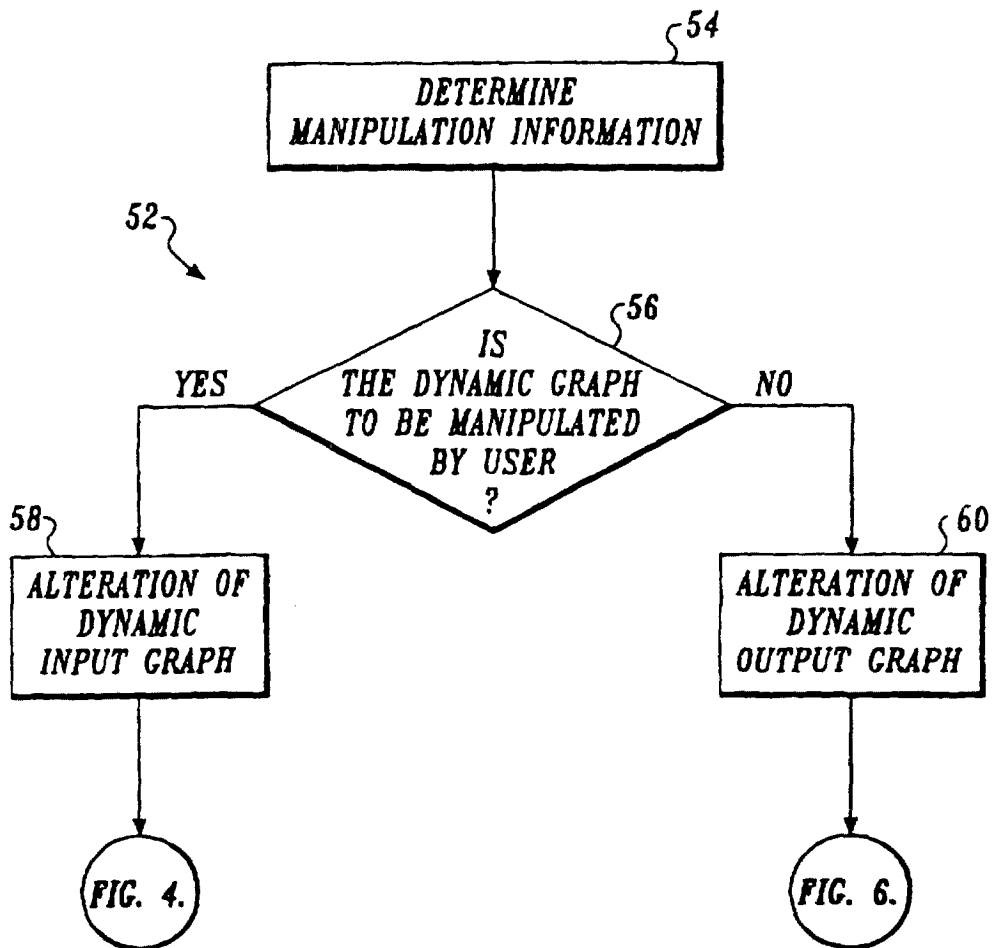 54
DETERMINE
MANIPULATION INFORMATION
52
56
IS
THE DYNAMIC GRAPH
TO BE MANIPULATED
BY USER
?
YES
NO
58
ALTERATION OF
DYNAMIC
INPUT GRAPH
60
ALTERATION OF
DYNAMIC
OUTPUT GRAPH
FIG. 4.
FIG. 6.